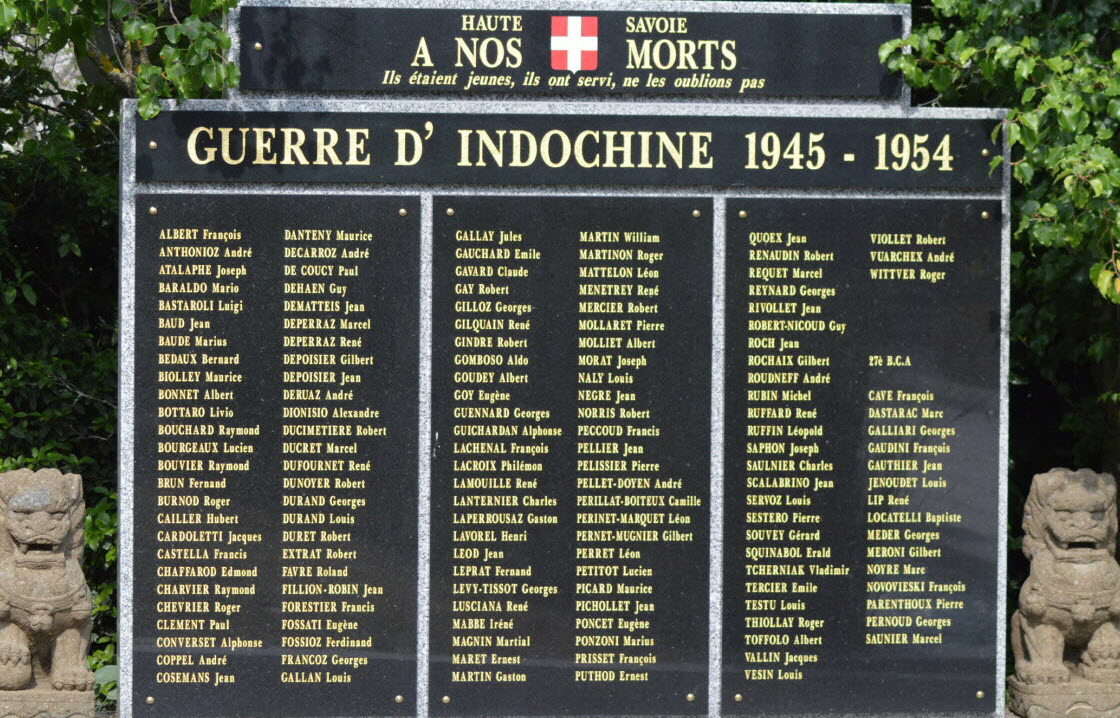 HAUTE SAVOIE
A NOS MORTS
Ils étaient jeunes, ils ont servi, ne les oublions pas
GUERRE D' INDOCHINE 1945 - 1954
ALBERT François
ANTHONIOZ André
ATALAPHE Joseph
BARALDO Mario
BASTAROLI Luigi
BAUD Jean
BAUDE Marius
BEDAUX Bernard
BIOLLEY Maurice
BONNET Albert
BOTTARO Livio
BOUCHARD Raymond
BOURGEAUX Lucien
BOUVIER Raymond
BRUN Fernand
BURNOD Roger
CAILLER Hubert
CARDOLETTI Jacques
CASTELLA Francis
CHAFFAROD Edmond
CHARVIER Raymond
CHEVRIER Roger
CLEMENT Paul
CONVERSET Alphonse
COPPEL André
COSEMANS Jean
DANTENY Maurice
DECARROZ André
DE COUCY Paul
DEHAEN Guy
DEMATTEIS Jean
DEPERRAZ Marcel
DEPERRAZ René
DEPOISIER Gilbert
DEPOISIER Jean
DERUAZ André
DIONISIO Alexandre
DUCIMETIERE Robert
DUCRET Marcel
DUFOURNET René
DUNOYER Robert
DURAND Georges
DURAND Louis
DURET Robert
EXTRAT Robert
FAVRE Roland
FILLION-ROBIN Jean
FORESTIER Francis
FOSSATI Eugène
FOSSIOZ Ferdinand
FRANCOZ Georges
GALLAN Louis
GALLAY Jules
GAUCHARD Emile
GAVARD Claude
GAY Robert
GILLOZ Georges
GILQUAIN René
GINDRE Robert
GOMBOSO Aldo
GOUDEY Albert
GOY Eugène
GUENNARD Georges
GUICHARDAN Alphonse
LACHENAL François
LACROIX Philémon
LAMOUILLE René
LANTERNIER Charles
LAPERROUSAZ Gaston
LAVOREL Henri
LEOD Jean
LEPRAT Fernand
LEVY-TISSOT Georges
LUSCIANA René
MABBE Iréné
MAGNIN Martial
MARET Ernest
MARTIN Gaston
MARTIN William
MARTINON Roger
MATTELON Léon
MENETREY René
MERCIER Robert
MOLLARET Pierre
MOLLIET Albert
MORAT Joseph
NALY Louis
NEGRE Jean
NORRIS Robert
PECCOUD Francis
PELLIER Jean
PELISSIER Pierre
PELLET-DOYEN André
PERILLAT-BOITEUX Camille
PERINET-MARQUET Léon
PERNET-MUGNIER Gilbert
PERRET Léon
PETITOT Lucien
PICARD Maurice
PICHOLLET Jean
PONCET Eugène
PONZONI Marius
PRISSET François
PUTHOD Ernest
QUOEX Jean
RENAUDIN Robert
REQUET Marcel
REYNARD Georges
RIVOLLET Jean
ROBERT-NICOUD Guy
ROCH Jean
ROCHAIX Gilbert
ROUDNEFF André
RUBIN Michel
RUFFARD René
RUFFIN Léopold
SAPHON Joseph
SAULNIER Charles
SCALABRINO Jean
SERVOZ Louis
SESTERO Pierre
SOUVEY Gérard
SQUINABOL Erald
TCHERNIAK Vladimir
TERCIER Emile
TESTU Louis
THIOLLAY Roger
TOFFOLO Albert
VALLIN Jacques
VESIN Louis
VIOLLET Robert
VUARCHEX André
WITTVER Roger
27è B.C.A
CAVE François
DASTARAC Marc
GALLIARI Georges
GAUDINI François
GAUTHIER Jean
JENOUDET Louis
LIP René
LOCATELLI Baptiste
MEDER Georges
MERONI Gilbert
NOYRE Marc
NOVOVIESKI François
PARENTHOUX Pierre
PERNOUD Georges
SAUNIER Marcel